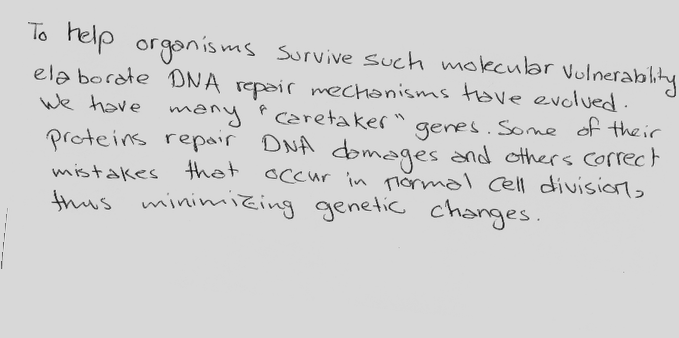 To help organisms survive such molecular vulnerability
elaborate DNA repair mechanisms have evolved.
We have many "caretaker" genes. Some of their
proteins repair DNA damages and others correct
mistakes that occur in normal cell division,
thus minimizing genetic changes.